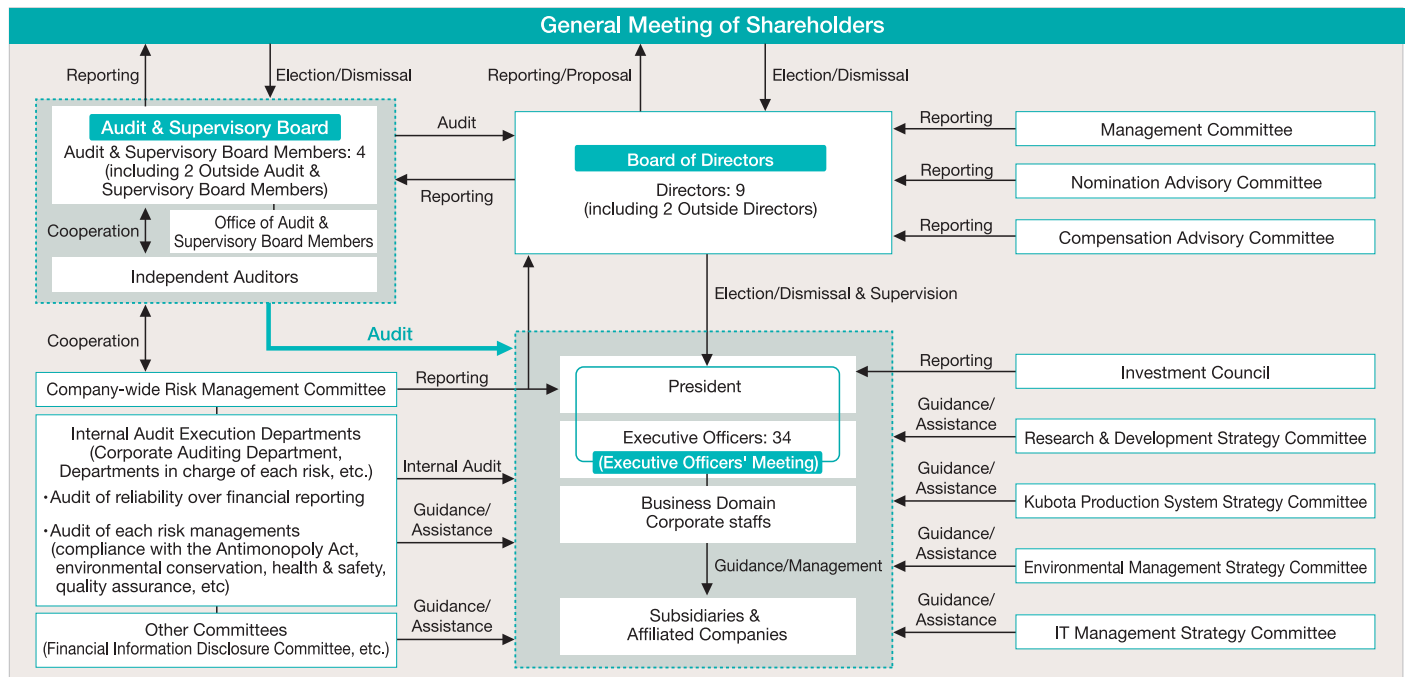 General Meeting of Shareholders
Reporting
Election/Dismissal
Reporting/Proposal
Election/Dismissal
Audit & Supervisory Board
Audit & Supervisory Board Members: 4
(including 2 Outside Audit &
Supervisory Board Members)
Cooperation
Office of Audit &
Supervisory Board Members
Independent Auditors
Audit
Reporting
Board of Directors
Directors: 9
(including 2 Outside Directors)
Reporting
Management Committee
Reporting
Nomination Advisory Committee
Reporting
Compensation Advisory Committee
Election/Dismissal & Supervision
Cooperation
Audit
Company-wide Risk Management Committee
Reporting
Internal Audit Execution Departments
(Corporate Auditing Department,
Departments in charge of each risk, etc.)
・Audit of reliability over financial reporting
・Audit of each risk managements
(compliance with the Antimonopoly Act,
environmental conservation, health & safety,
quality assurance, etc)
Internal Audit
Guidance/
Assistance
Other Committees
(Financial Information Disclosure Committee, etc.)
Guidance/
Assistance
President
Executive Officers: 34
(Executive Officers' Meeting)
Business Domain
Corporate staffs
Guidance/Management
Subsidiaries &
Affiliated Companies
Reporting
Investment Council
Guidance/
Assistance
Research & Development Strategy Committee
Guidance/
Assistance
Kubota Production System Strategy Committee
Guidance/
Assistance
Environmental Management Strategy Committee
Guidance/
Assistance
IT Management Strategy Committee